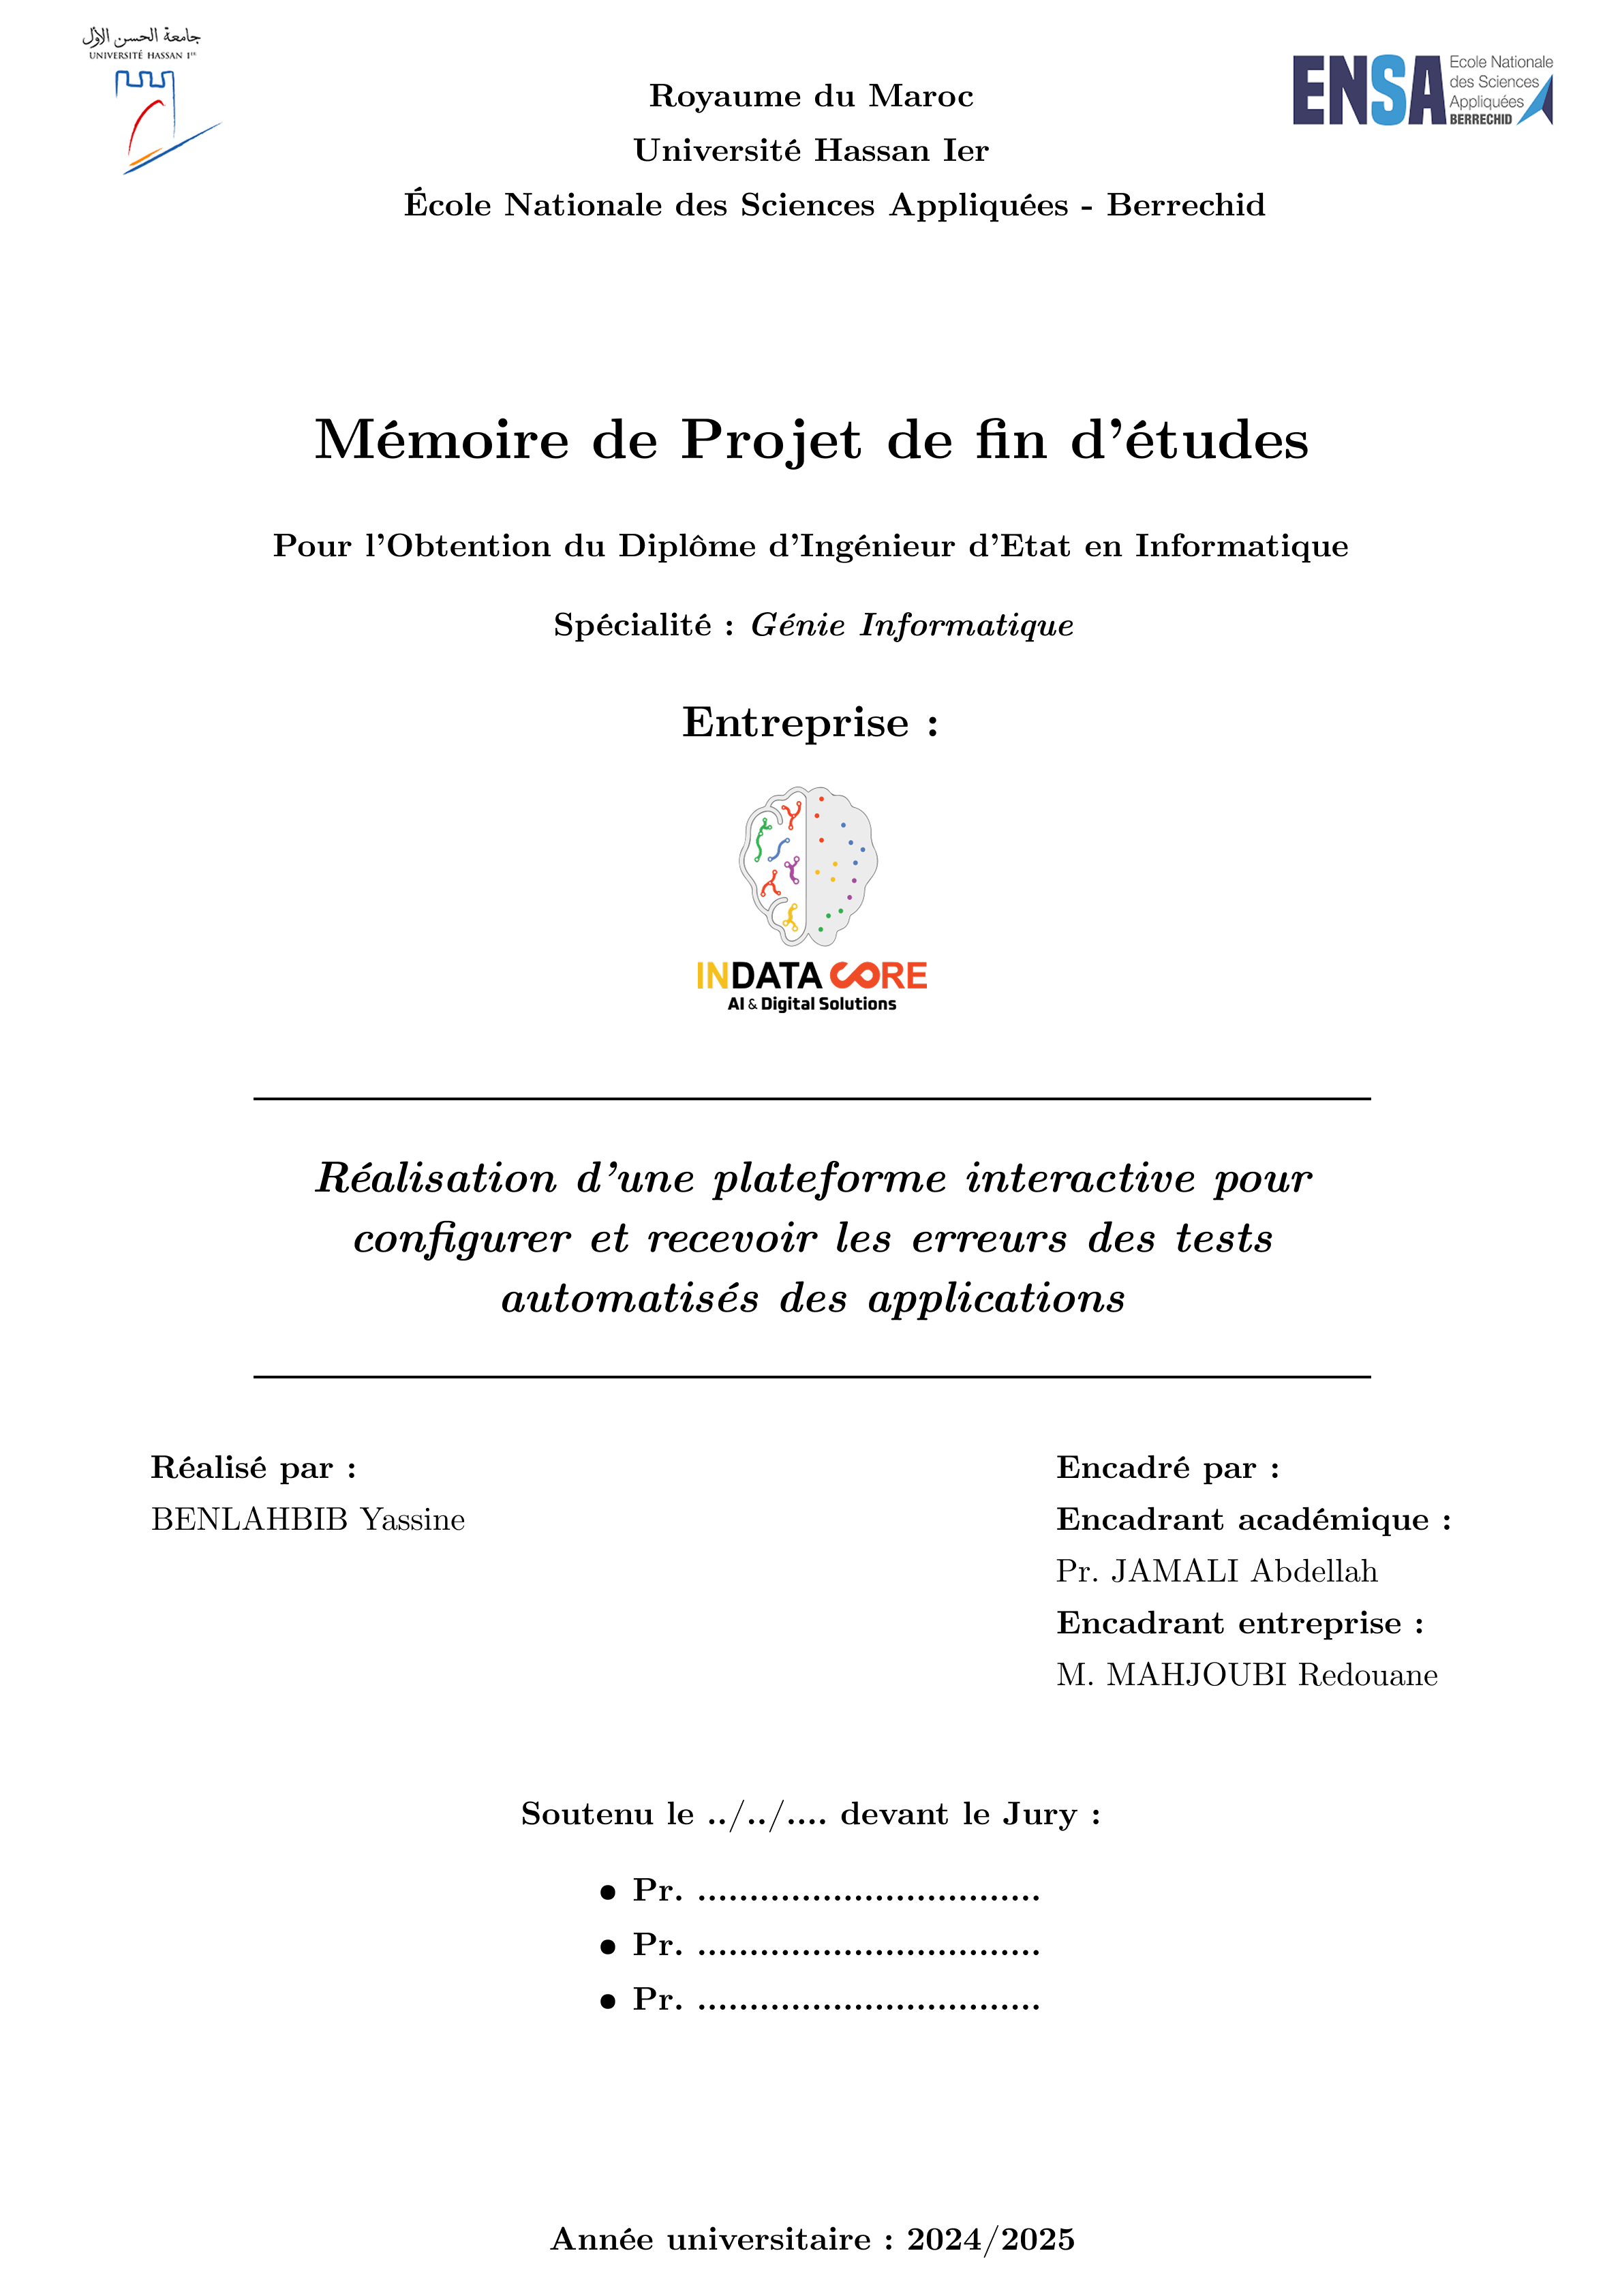 جامعة الحسن الأول
UNIVERSITÉ HASSAN 1ER
Ecole Nationale
des Sciences
Appliquées
BERRECHID
ENSA
Royaume du Maroc
Université Hassan Ier
École Nationale des Sciences Appliquées - Berrechid
Mémoire de Projet de fin d'études
Pour l'Obtention du Diplôme d'Ingénieur d'Etat en Informatique
Spécialité : Génie Informatique
Entreprise :
INDATA CORE
AI & Digital Solutions
Réalisation d'une plateforme interactive pour
configurer et recevoir les erreurs des tests
automatisés des applications
Réalisé par :
BENLAHBIB Yassine
Encadré par :
Encadrant académique :
Pr. JAMALI Abdellah
Encadrant entreprise :
M. MAHJOUBI Redouane
Soutenu le ../../.... devant le Jury :
• Pr. .................................
• Pr. .................................
• Pr. .................................
Année universitaire : 2024/2025